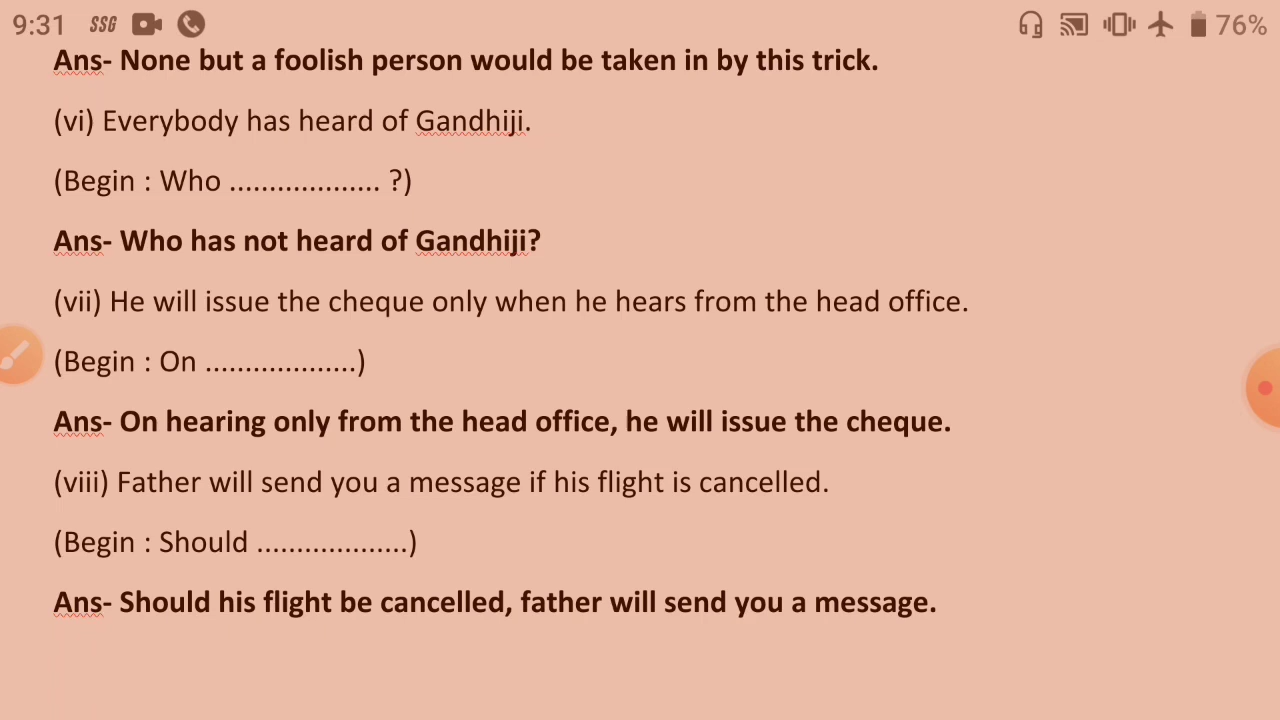 9:31 SSG 76%
Ans- None but a foolish person would be taken in by this trick.
(vi) Everybody has heard of Gandhiji.
(Begin : Who ................... ?)
Ans- Who has not heard of Gandhiji?
(vii) He will issue the cheque only when he hears from the head office.
(Begin : On ...................)
Ans- On hearing only from the head office, he will issue the cheque.
(viii) Father will send you a message if his flight is cancelled.
(Begin : Should ...................)
Ans- Should his flight be cancelled, father will send you a message.